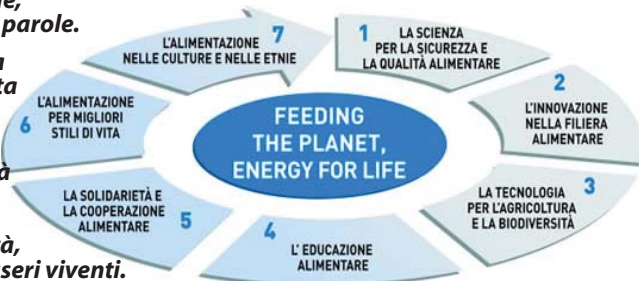 parole.
seri viventi.
FEEDING
THE PLANET,
ENERGY FOR LIFE
1
LA SCIENZA
PER LA SICUREZZA E
LA QUALITÀ ALIMENTARE
2
L'INNOVAZIONE
NELLA FILIERA
ALIMENTARE
3
LA TECNOLOGIA
PER L'AGRICOLTURA
E LA BIODIVERSITÀ
4
L' EDUCAZIONE
ALIMENTARE
5
LA SOLIDARIETÀ E
LA COOPERAZIONE
ALIMENTARE
6
L'ALIMENTAZIONE
PER MIGLIORI
STILI DI VITA
7
L'ALIMENTAZIONE
NELLE CULTURE E NELLE ETNIE